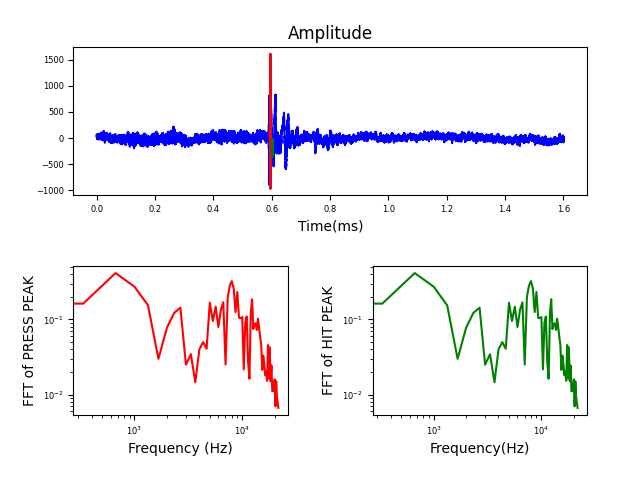 Amplitude
1500
1000
500
0
−500
−1000
0.0 0.2 0.4 0.6 0.8 1.0 1.2 1.4 1.6
Time(ms)
FFT of PRESS PEAK
10⁻¹
10⁻²
10³ 10⁴
Frequency (Hz)
FFT of HIT PEAK
10⁻¹
10⁻²
10³ 10⁴
Frequency(Hz)